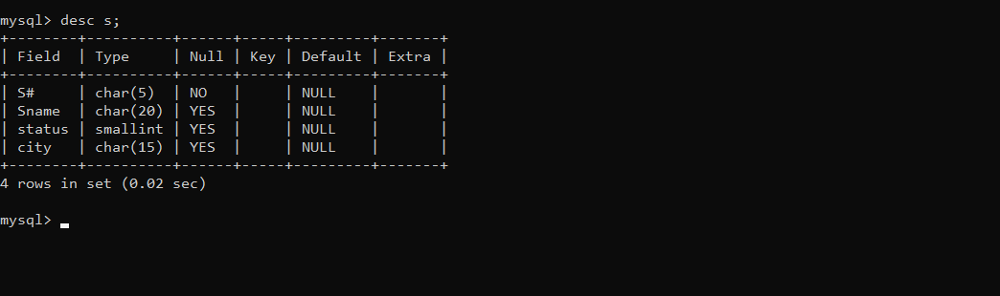 mysql> desc s;
+--------+----------+------+-----+---------+-------+
| Field  | Type     | Null | Key | Default | Extra |
+--------+----------+------+-----+---------+-------+
| S#     | char(5)  | NO   |     | NULL    |       |
| Sname  | char(20) | YES  |     | NULL    |       |
| status | smallint | YES  |     | NULL    |       |
| city   | char(15) | YES  |     | NULL    |       |
+--------+----------+------+-----+---------+-------+
4 rows in set (0.02 sec)
mysql>